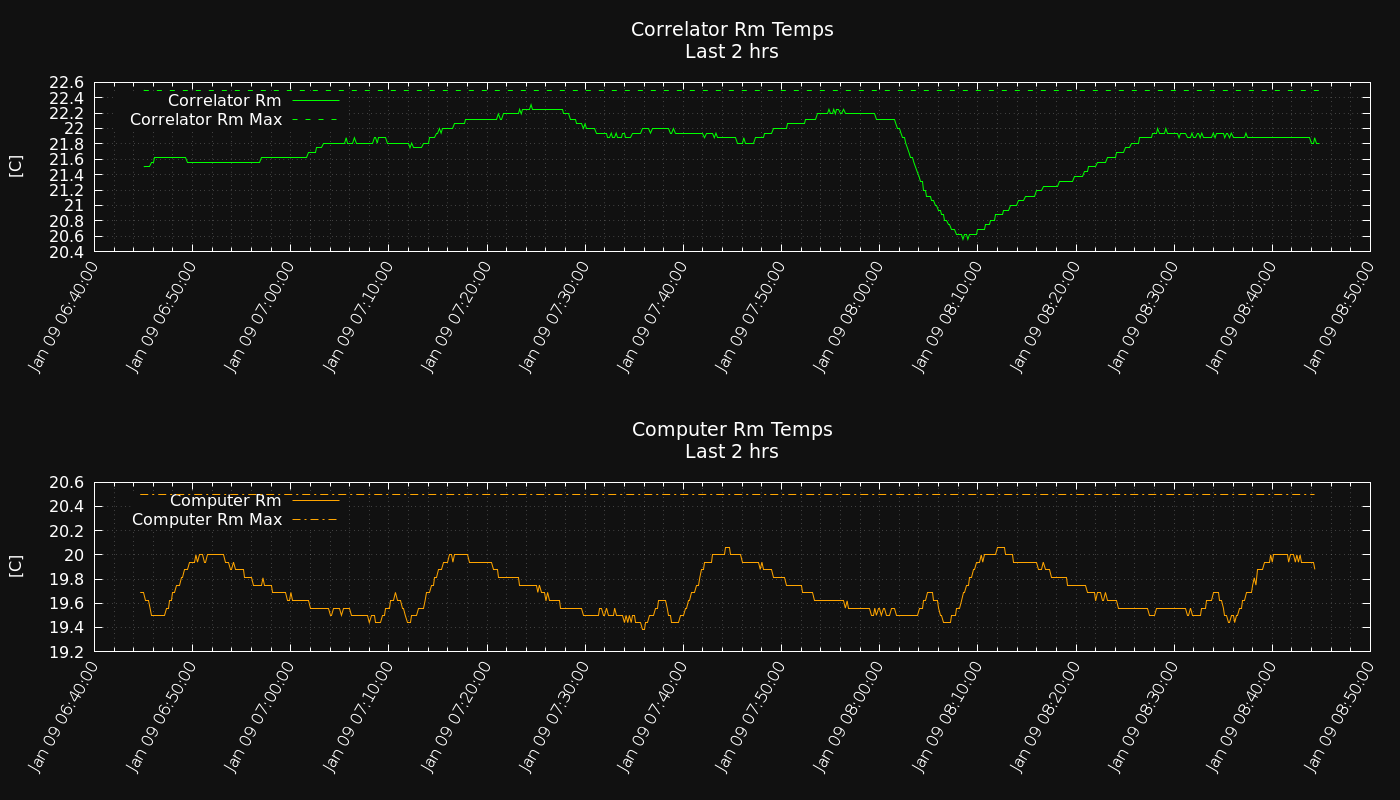 Correlator Rm Temps
Last 2 hrs
22.6
22.4
22.2
22
21.8
21.6
21.4
21.2
21
20.8
20.6
20.4
[C]
Correlator Rm
Correlator Rm Max
Jan 09 06:40:00
Jan 09 06:50:00
Jan 09 07:00:00
Jan 09 07:10:00
Jan 09 07:20:00
Jan 09 07:30:00
Jan 09 07:40:00
Jan 09 07:50:00
Jan 09 08:00:00
Jan 09 08:10:00
Jan 09 08:20:00
Jan 09 08:30:00
Jan 09 08:40:00
Jan 09 08:50:00
Computer Rm Temps
Last 2 hrs
20.6
20.4
20.2
20
19.8
19.6
19.4
19.2
[C]
Computer Rm
Computer Rm Max
Jan 09 06:40:00
Jan 09 06:50:00
Jan 09 07:00:00
Jan 09 07:10:00
Jan 09 07:20:00
Jan 09 07:30:00
Jan 09 07:40:00
Jan 09 07:50:00
Jan 09 08:00:00
Jan 09 08:10:00
Jan 09 08:20:00
Jan 09 08:30:00
Jan 09 08:40:00
Jan 09 08:50:00